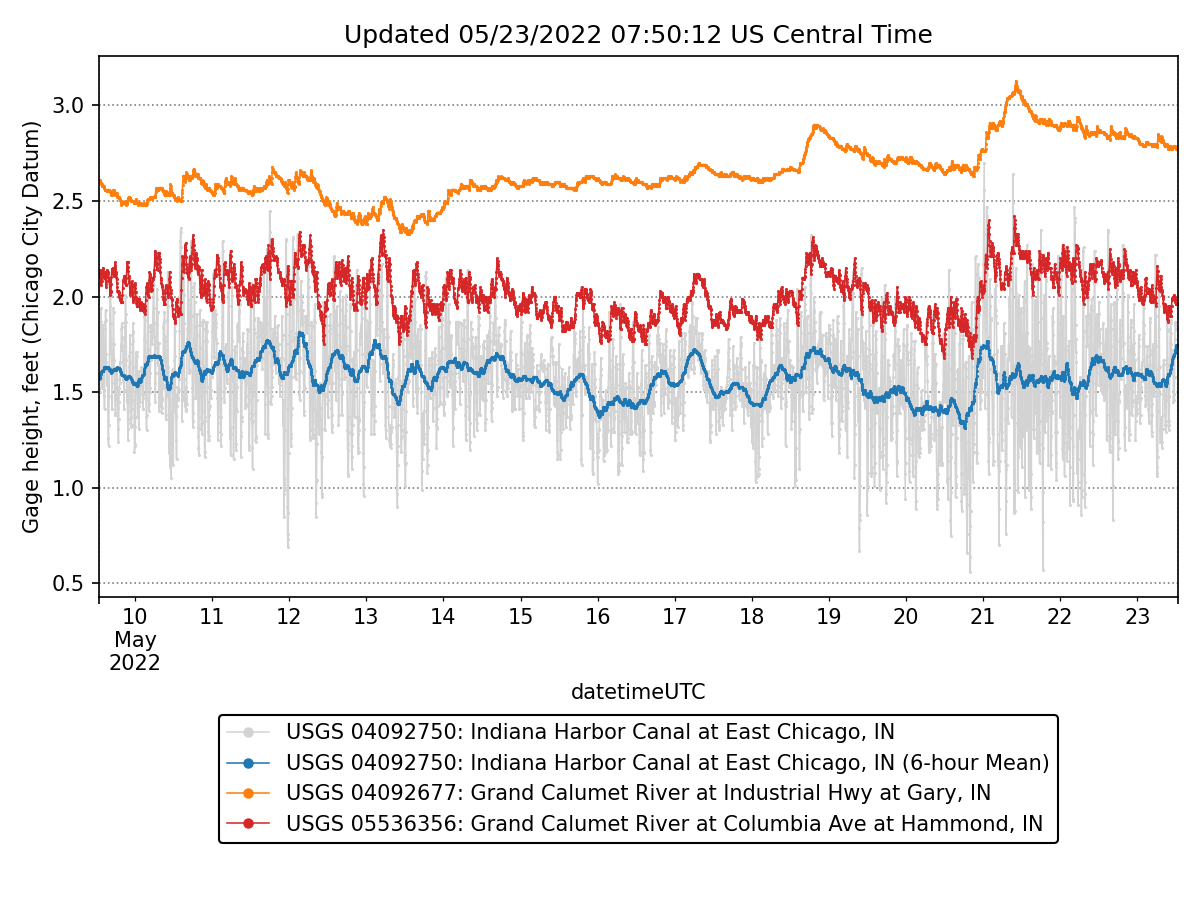 Updated 05/23/2022 07:50:12 US Central Time
Gage height, feet (Chicago City Datum)
3.0
2.5
2.0
1.5
1.0
0.5
10 11 12 13 14 15 16 17 18 19 20 21 22 23
May
2022
datetimeUTC
USGS 04092750: Indiana Harbor Canal at East Chicago, IN
USGS 04092750: Indiana Harbor Canal at East Chicago, IN (6-hour Mean)
USGS 04092677: Grand Calumet River at Industrial Hwy at Gary, IN
USGS 05536356: Grand Calumet River at Columbia Ave at Hammond, IN